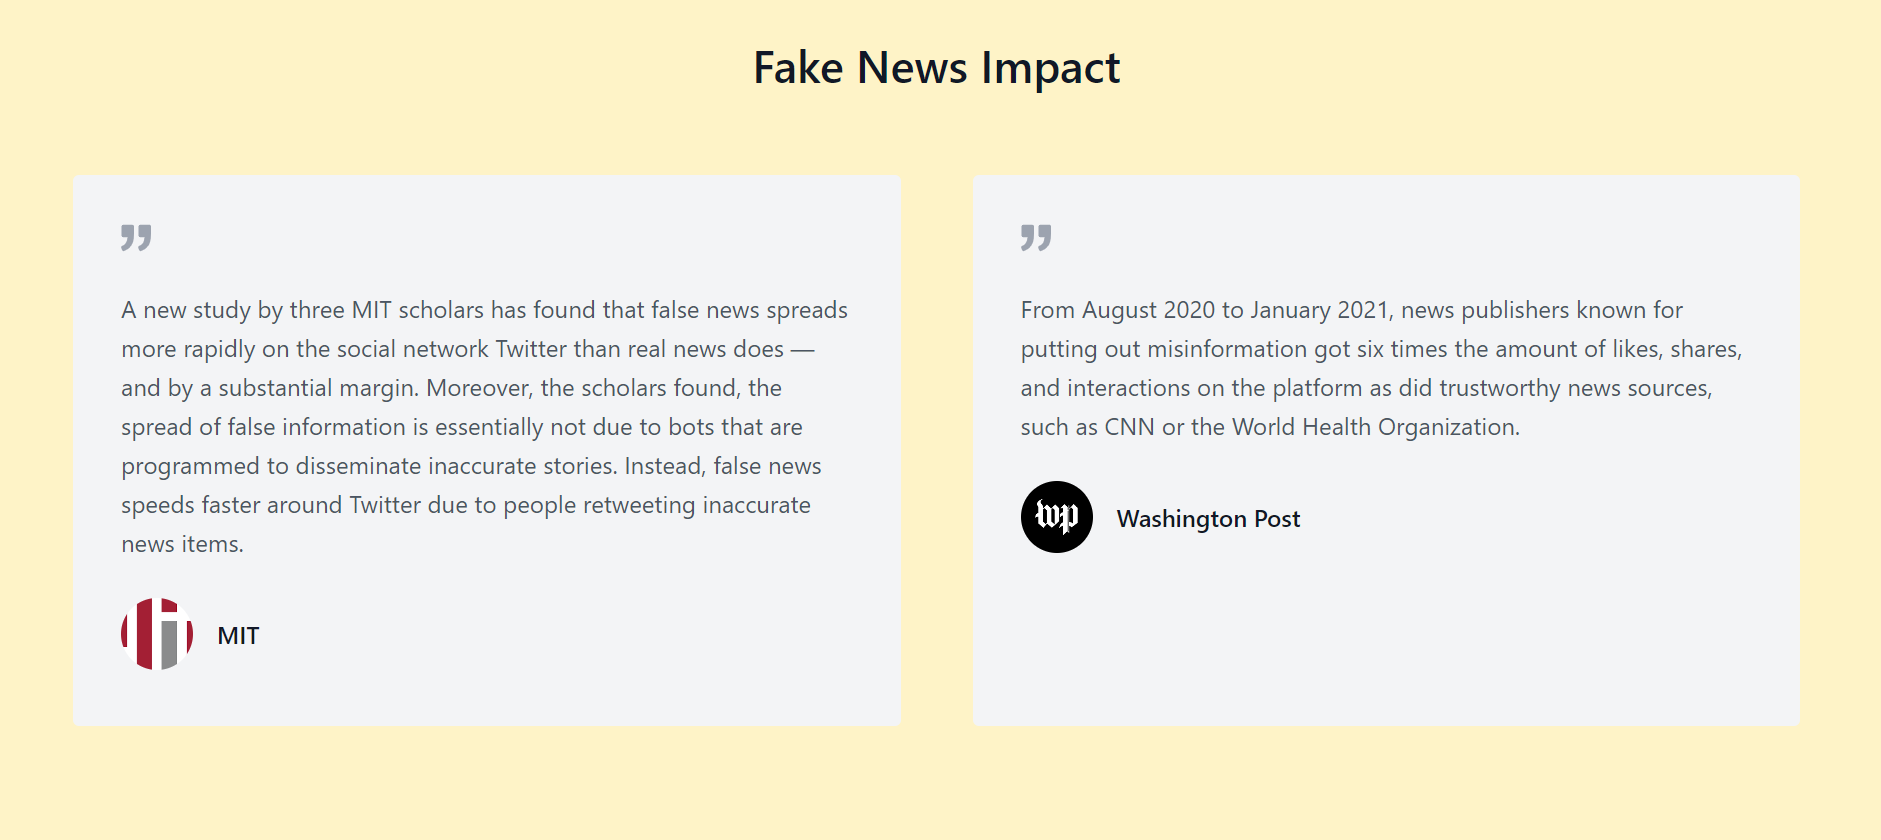 Fake News Impact
A new study by three MIT scholars has found that false news spreads
more rapidly on the social network Twitter than real news does —
and by a substantial margin. Moreover, the scholars found, the
spread of false information is essentially not due to bots that are
programmed to disseminate inaccurate stories. Instead, false news
speeds faster around Twitter due to people retweeting inaccurate
news items.
MIT
From August 2020 to January 2021, news publishers known for
putting out misinformation got six times the amount of likes, shares,
and interactions on the platform as did trustworthy news sources,
such as CNN or the World Health Organization.
wp
Washington Post